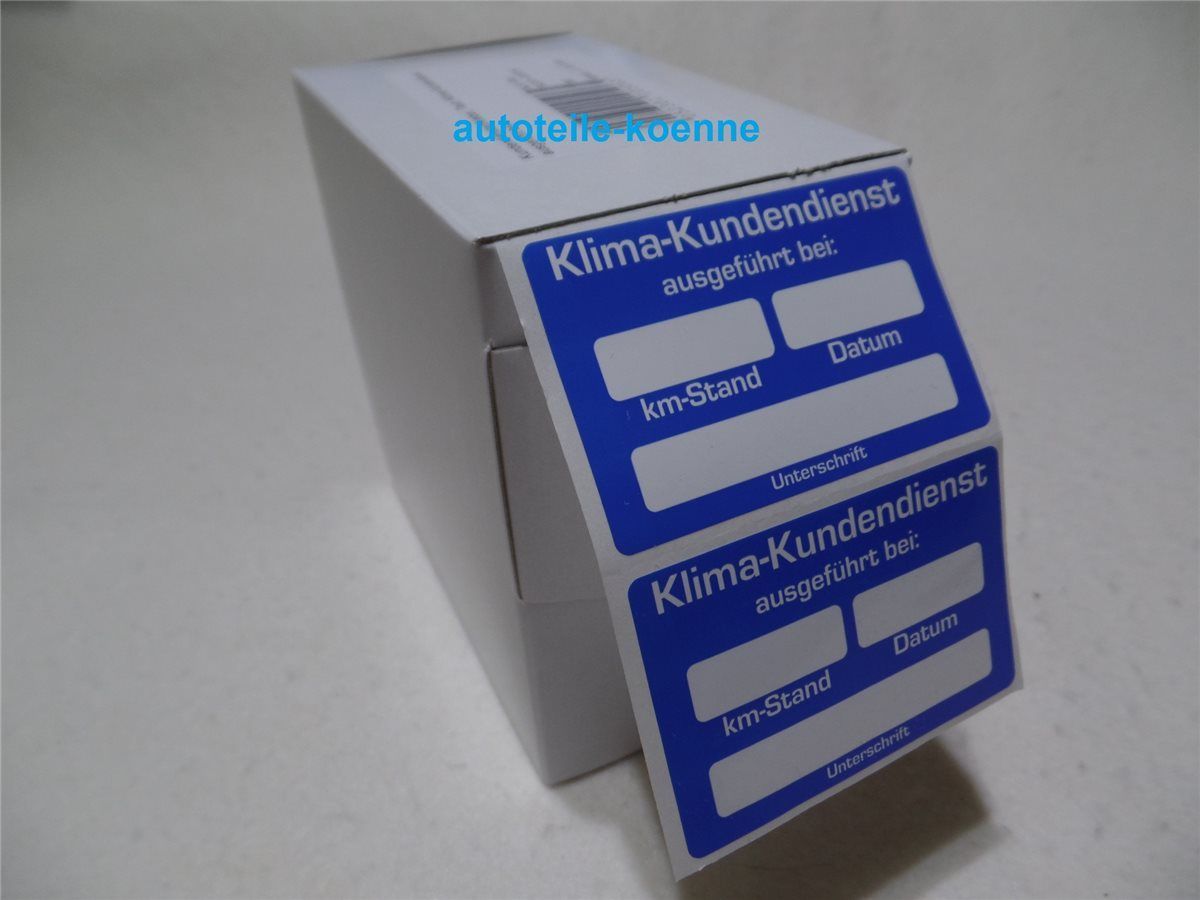 autoteile-koenne
Klima-Kundendienst
ausgeführt bei:
km-Stand
Datum
Unterschrift
Klima-Kundendienst
ausgeführt bei:
km-Stand
Datum
Unterschrift